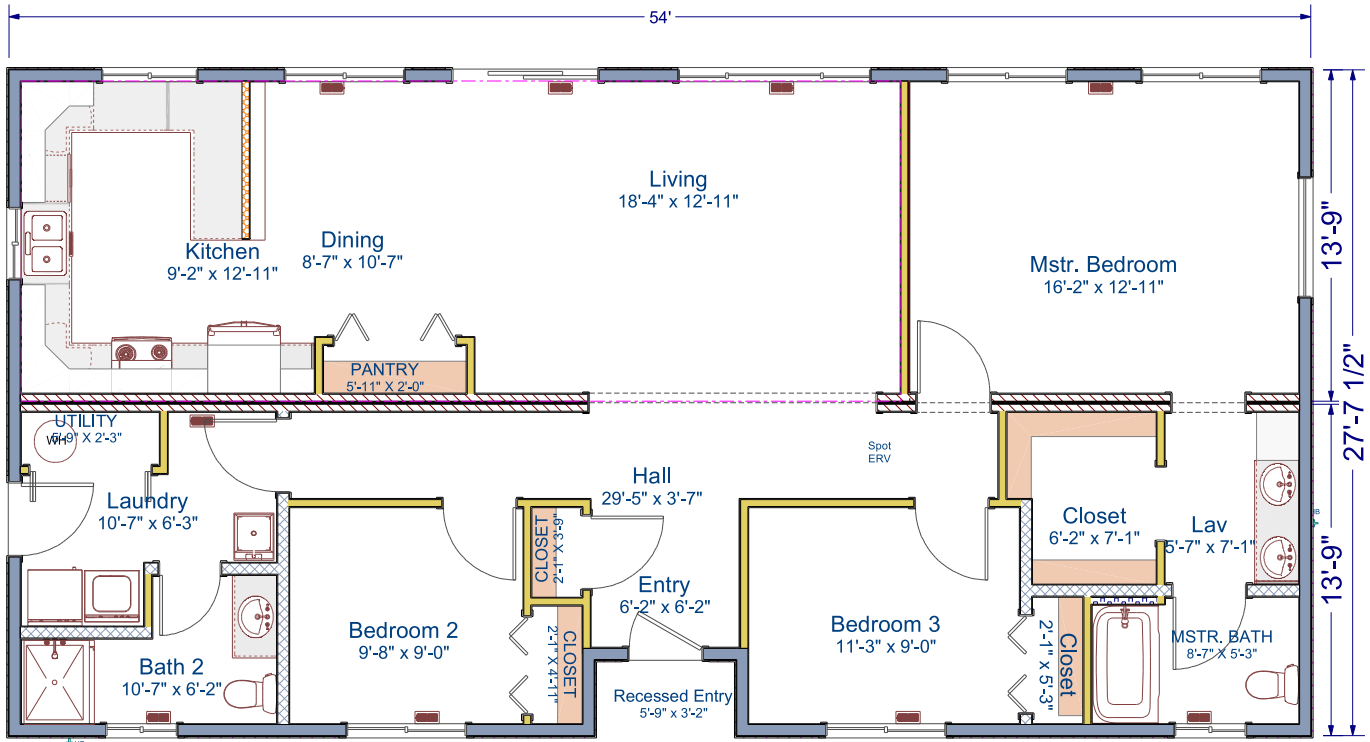 54'
Living
18'-4" x 12'-11"
Dining
8'-7" x 10'-7"
Kitchen
9'-2" x 12'-11"
Mstr. Bedroom
16'-2" x 12'-11"
13'-9"
27'-7 1/2"
PANTRY
5'-11" X 2'-0"
UTILITY
5'-9" X 2'-3"
WH
Spot
ERV
Hall
29'-5" x 3'-7"
Laundry
10'-7" x 6'-3"
CLOSET
2'-1" X 3'-9"
Closet
6'-2" x 7'-1"
Lav
5'-7" x 7'-1"
HB
13'-9"
Entry
6'-2" x 6'-2"
Bedroom 2
9'-8" x 9'-0"
CLOSET
2'-1" X 4'-11"
Bedroom 3
11'-3" x 9'-0"
Closet
2'-1" x 5'-3"
MSTR. BATH
8'-7" X 5'-3"
Bath 2
10'-7" x 6'-2"
Recessed Entry
5'-9" x 3'-2"